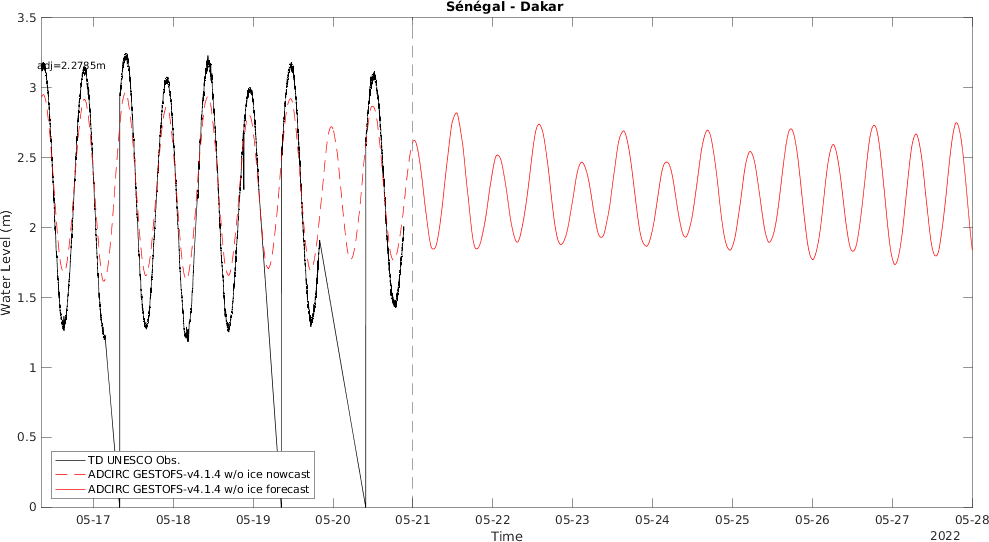 Sénégal - Dakar
adj=2.2785m
Water Level (m)
3.5
3
2.5
2
1.5
1
0.5
0
TD UNESCO Obs.
ADCIRC GESTOFS-v4.1.4 w/o ice nowcast
ADCIRC GESTOFS-v4.1.4 w/o ice forecast
05-17 05-18 05-19 05-20 05-21 05-22 05-23 05-24 05-25 05-26 05-27 05-28
Time
2022